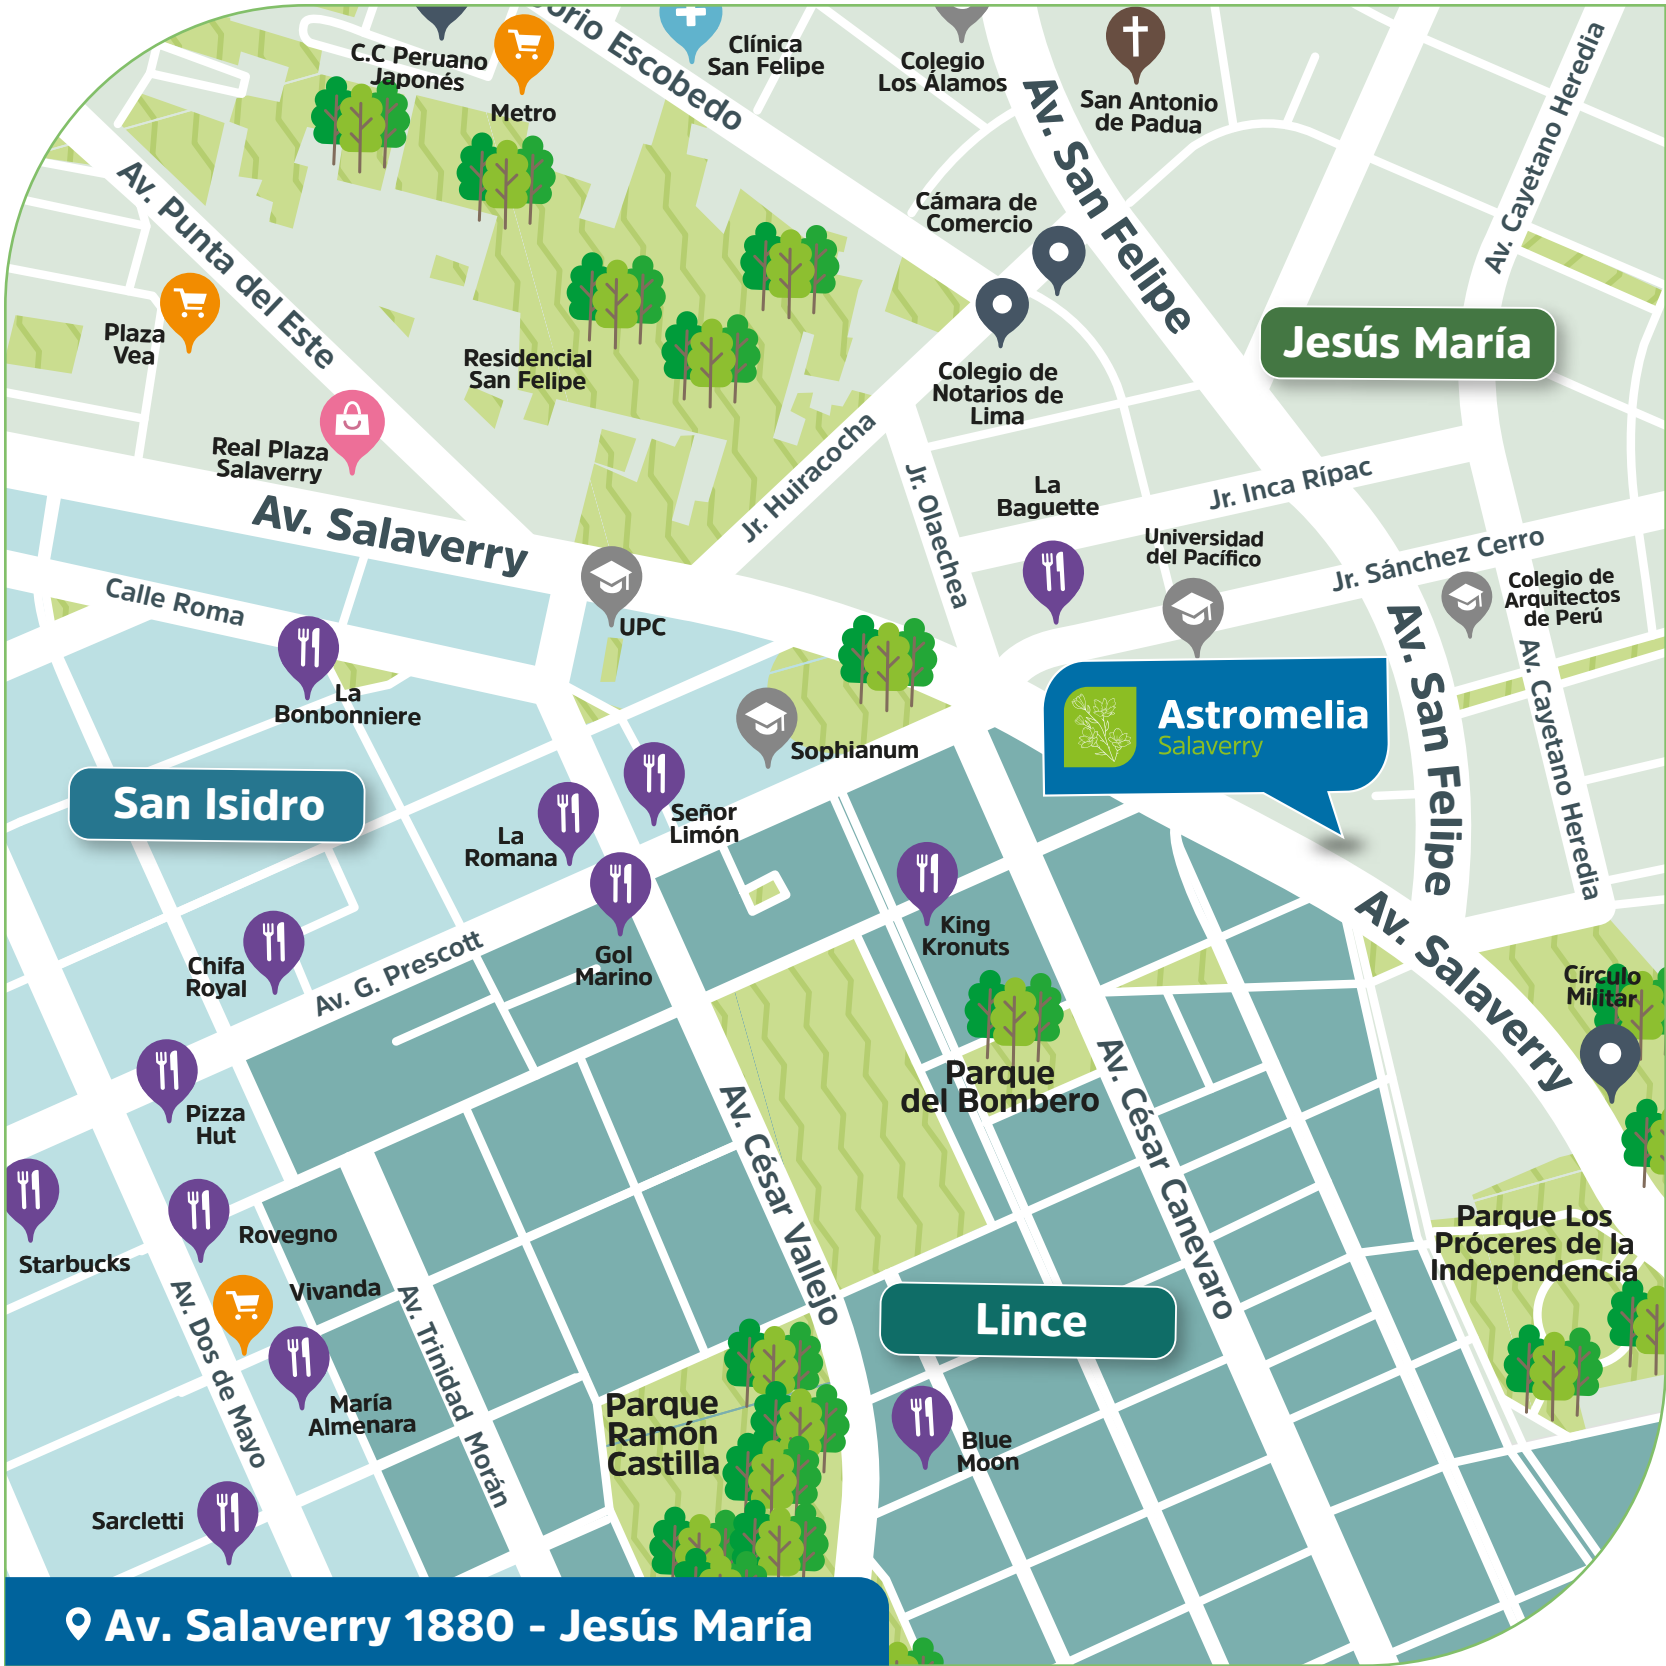 C.C Peruano
Japonés
Metro
Escobedo
Clínica
San Felipe
Colegio
Los Álamos
San Antonio
de Padua
Av. San Felipe
Av. Cayetano Heredia
Av. Punta del Este
Cámara de
Comercio
Plaza
Vea
Residencial
San Felipe
Colegio de
Notarios de
Lima
Jesús María
Real Plaza
Salaverry
Av. Salaverry
Jr. Huiracocha
Jr. Olaechea
La
Baguette
Jr. Inca Rípac
Universidad
del Pacífico
Jr. Sánchez Cerro
Colegio de
Arquitectos
de Perú
Calle Roma
UPC
La
Bonbonniere
Sophianum
Astromelia
Salaverry
Av. San Felipe
Av. Cayetano Heredia
San Isidro
Señor
Limón
La
Romana
Gol
Marino
King
Kronuts
Av. Salaverry
Círculo
Militar
Chifa
Royal
Av. G. Prescott
Parque
del Bombero
Pizza
Hut
Av. César Vallejo
Av. César Canevaro
Starbucks
Rovegno
Parque Los
Próceres de la
Independencia
Vivanda
Av. Dos de Mayo
Av. Trinidad Morán
Lince
María
Almenara
Parque
Ramón
Castilla
Blue
Moon
Sarcletti
Av. Salaverry 1880 - Jesús María